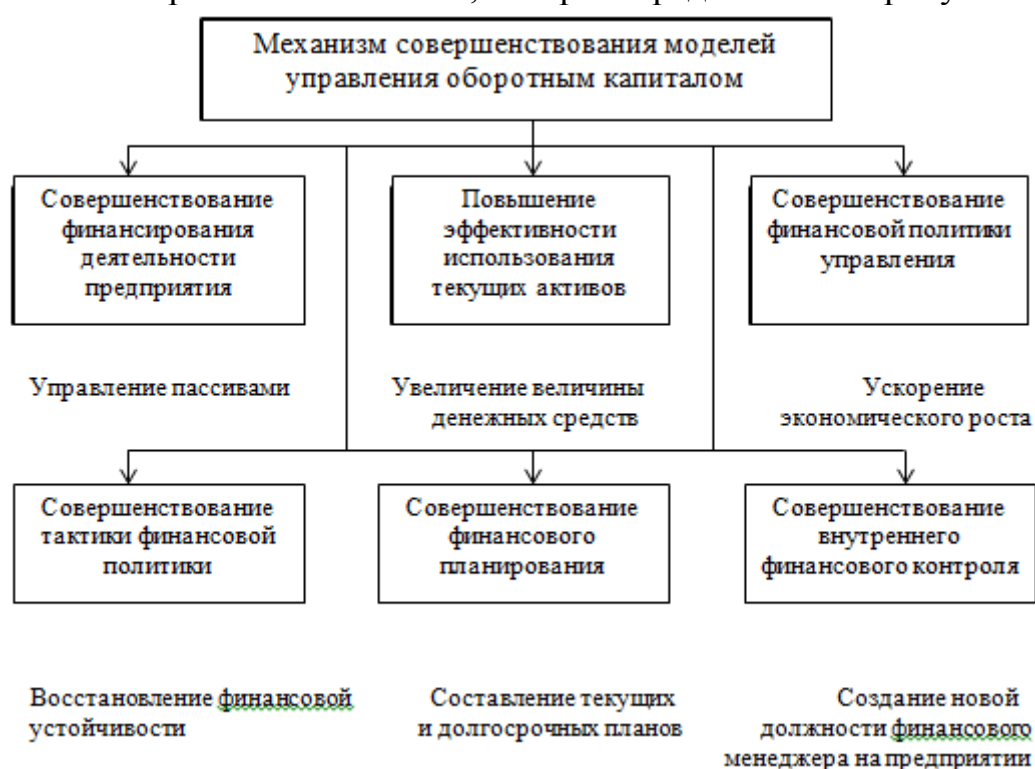 Механизм совершенствования моделей
управления оборотным капиталом
Совершенствование
финансирования
деятельности
предприятия
Повышение
эффективности
использования
текущих активов
Совершенствование
финансовой политики
управления
Управление пассивами
Увеличение величины
денежных средств
Ускорение
экономического роста
Совершенствование
тактики финансовой
политики
Совершенствование
финансового
планирования
Совершенствование
внутреннего
финансового контроля
Восстановление финансовой
устойчивости
Составление текущих
и долгосрочных планов
Создание новой
должности финансового
менеджера на предприятии